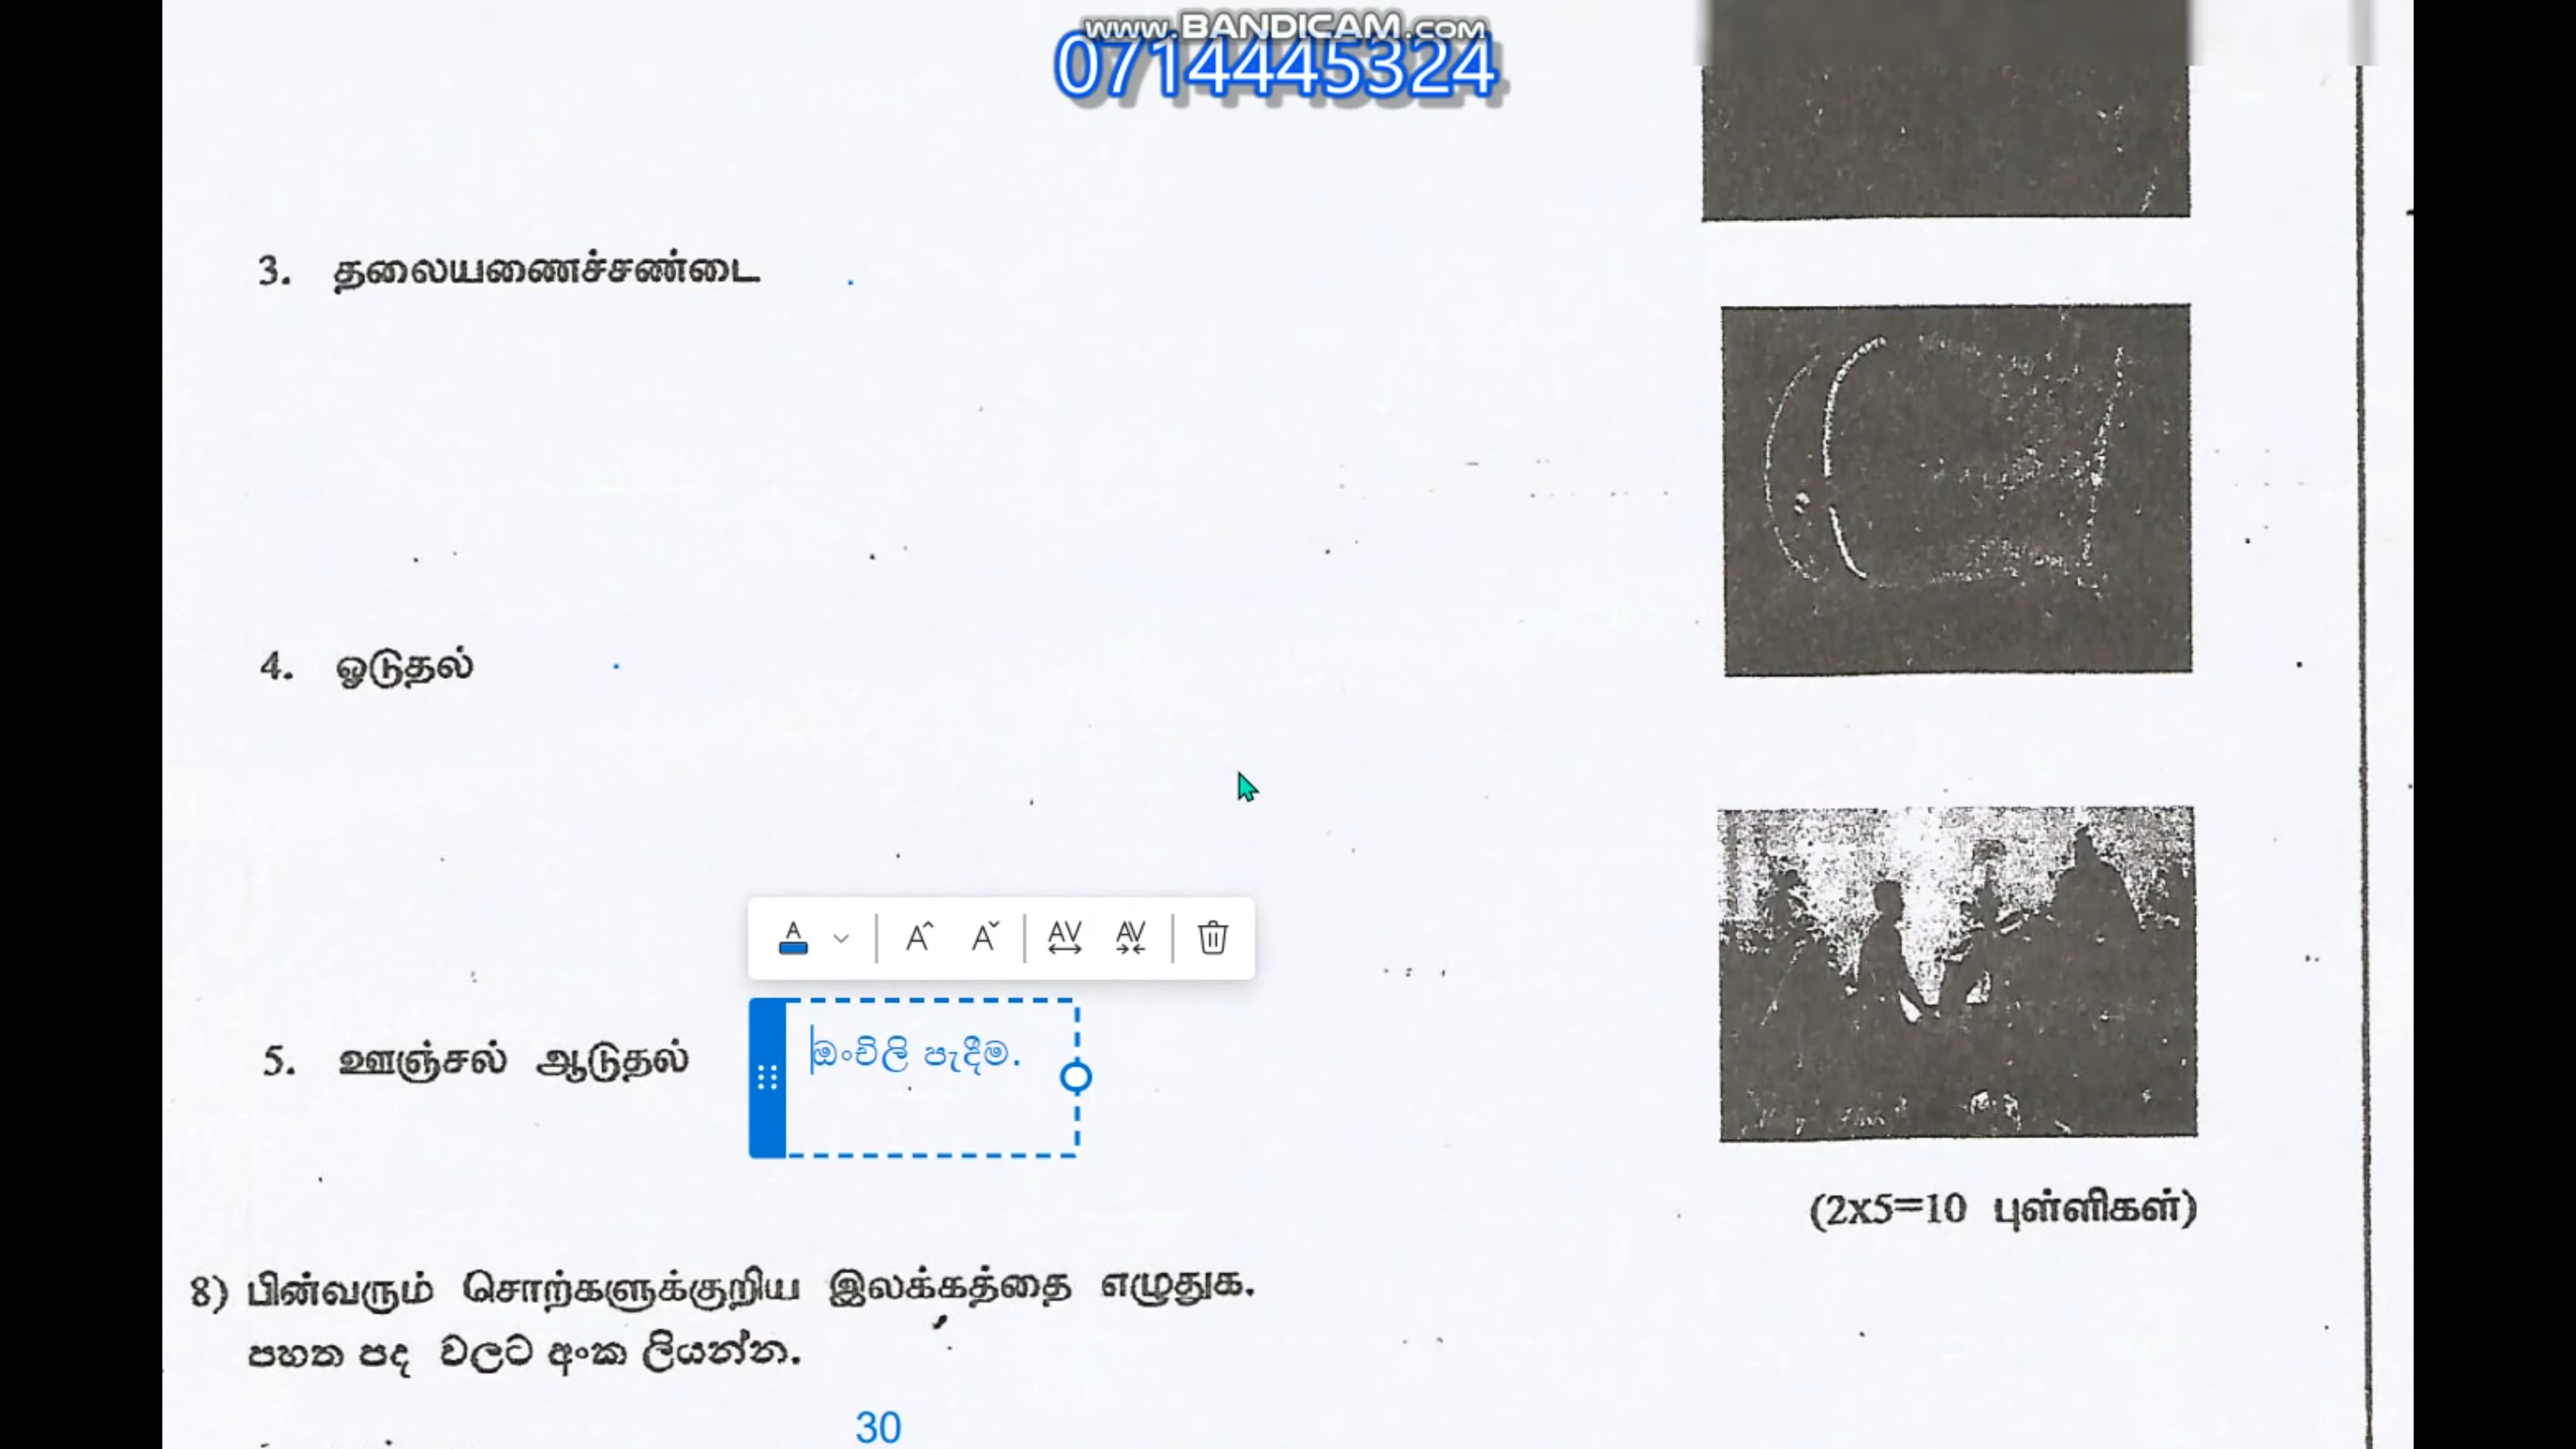 www.BANDICAM.com
0714445324
3. தலையணைச்சண்டை
4. ஓடுதல்
5. ஊஞ்சல் ஆடுதல்
ඔංචිලි පැදීම.
(2x5=10 புள்ளிகள்)
8) பின்வரும் சொற்களுக்குறிய இலக்கத்தை எழுதுக.
පහත පද වලට අංක ලියන්න.
30